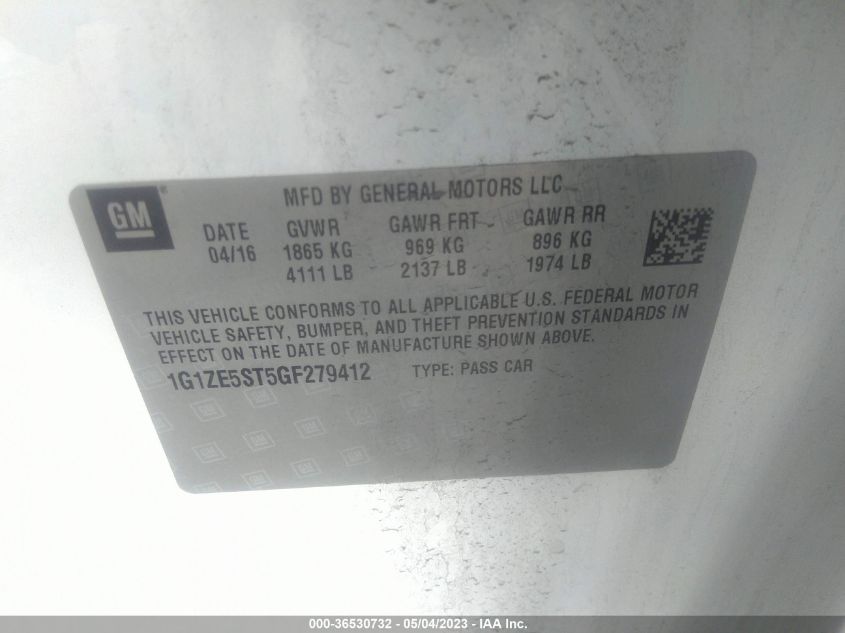 MFD BY GENERAL MOTORS LLC
GM®
DATE GVWR GAWR FRT GAWR RR
04/16 1865 KG 969 KG 896 KG
4111 LB 2137 LB 1974 LB
THIS VEHICLE CONFORMS TO ALL APPLICABLE U.S. FEDERAL MOTOR
VEHICLE SAFETY, BUMPER, AND THEFT PREVENTION STANDARDS IN
EFFECT ON THE DATE OF MANUFACTURE SHOWN ABOVE.
1G1ZE5ST5GF279412 TYPE: PASS CAR
000-36530732 - 05/04/2023 - IAA Inc.